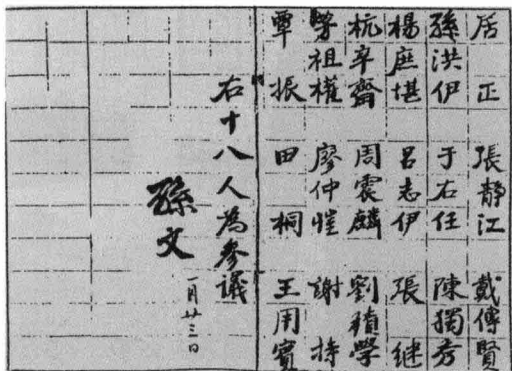 居正 張靜江 戴傳賢
孫洪伊 于右任 陳獨秀
楊庶堪 呂志伊 張繼
杭辛齋 周震麟 劉積學
詹祖權 廖仲愷 謝持
覃振 田桐 王用賓
右十八人為參議
孫文
一月廿三日